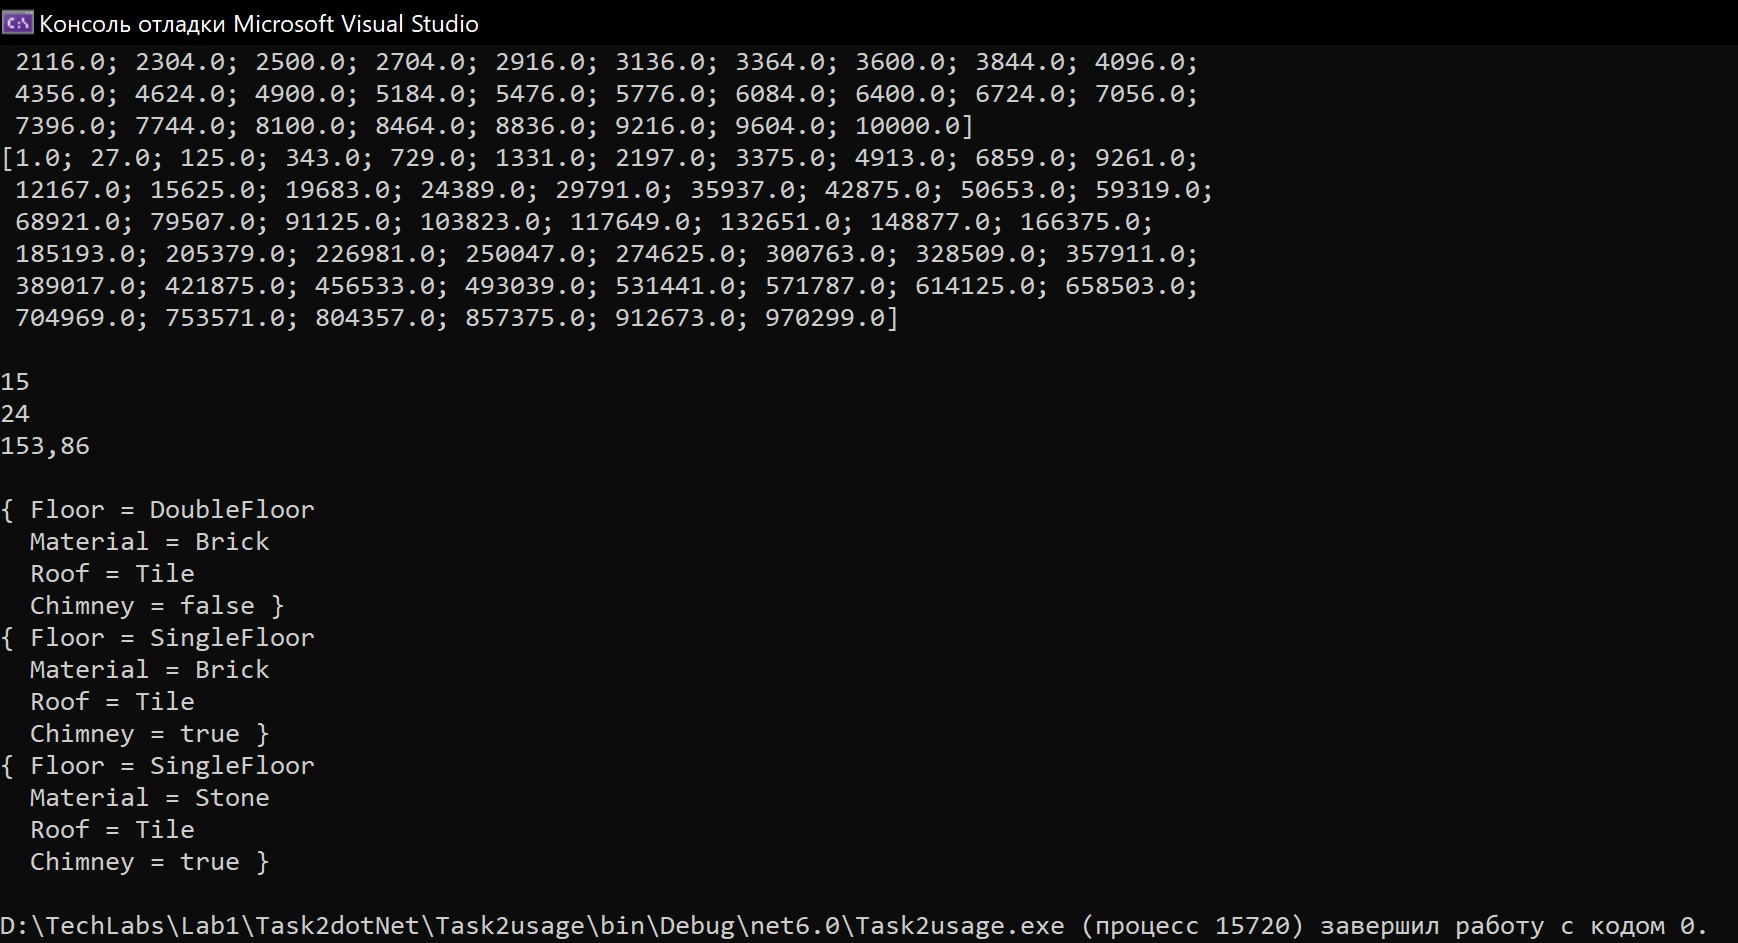 Консоль отладки Microsoft Visual Studio
2116.0; 2304.0; 2500.0; 2704.0; 2916.0; 3136.0; 3364.0; 3600.0; 3844.0; 4096.0;
4356.0; 4624.0; 4900.0; 5184.0; 5476.0; 5776.0; 6084.0; 6400.0; 6724.0; 7056.0;
7396.0; 7744.0; 8100.0; 8464.0; 8836.0; 9216.0; 9604.0; 10000.0]
[1.0; 27.0; 125.0; 343.0; 729.0; 1331.0; 2197.0; 3375.0; 4913.0; 6859.0; 9261.0;
12167.0; 15625.0; 19683.0; 24389.0; 29791.0; 35937.0; 42875.0; 50653.0; 59319.0;
68921.0; 79507.0; 91125.0; 103823.0; 117649.0; 132651.0; 148877.0; 166375.0;
185193.0; 205379.0; 226981.0; 250047.0; 274625.0; 300763.0; 328509.0; 357911.0;
389017.0; 421875.0; 456533.0; 493039.0; 531441.0; 571787.0; 614125.0; 658503.0;
704969.0; 753571.0; 804357.0; 857375.0; 912673.0; 970299.0]
15
24
153,86
{ Floor = DoubleFloor
Material = Brick
Roof = Tile
Chimney = false }
{ Floor = SingleFloor
Material = Brick
Roof = Tile
Chimney = true }
{ Floor = SingleFloor
Material = Stone
Roof = Tile
Chimney = true }
D:\TechLabs\Lab1\Task2dotNet\Task2usage\bin\Debug\net6.0\Task2usage.exe (процесс 15720) завершил работу с кодом 0.